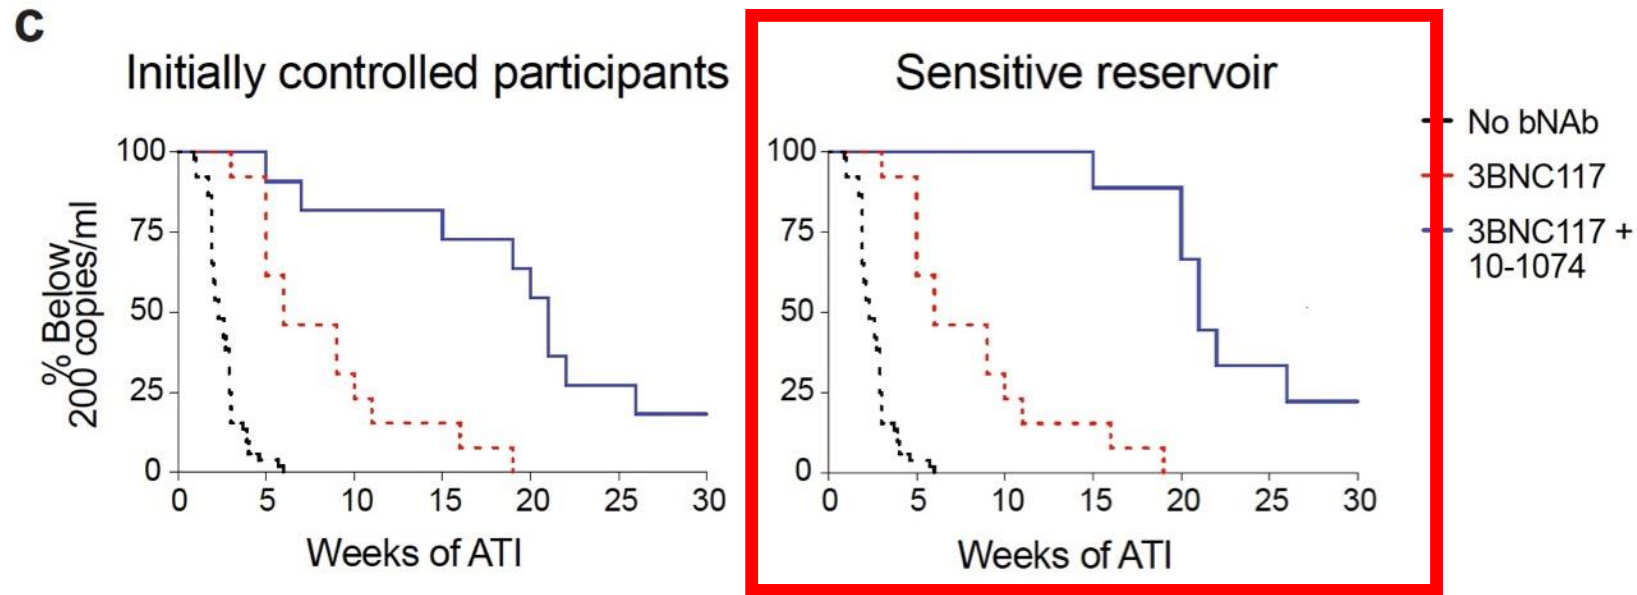 C
Initially controlled participants
% Below
200 copies/ml
100
75
50
25
0
0 5 10 15 20 25 30
Weeks of ATI
Sensitive reservoir
100
75
50
25
0
0 5 10 15 20 25 30
Weeks of ATI
No bNAb
3BNC117
3BNC117 +
10-1074